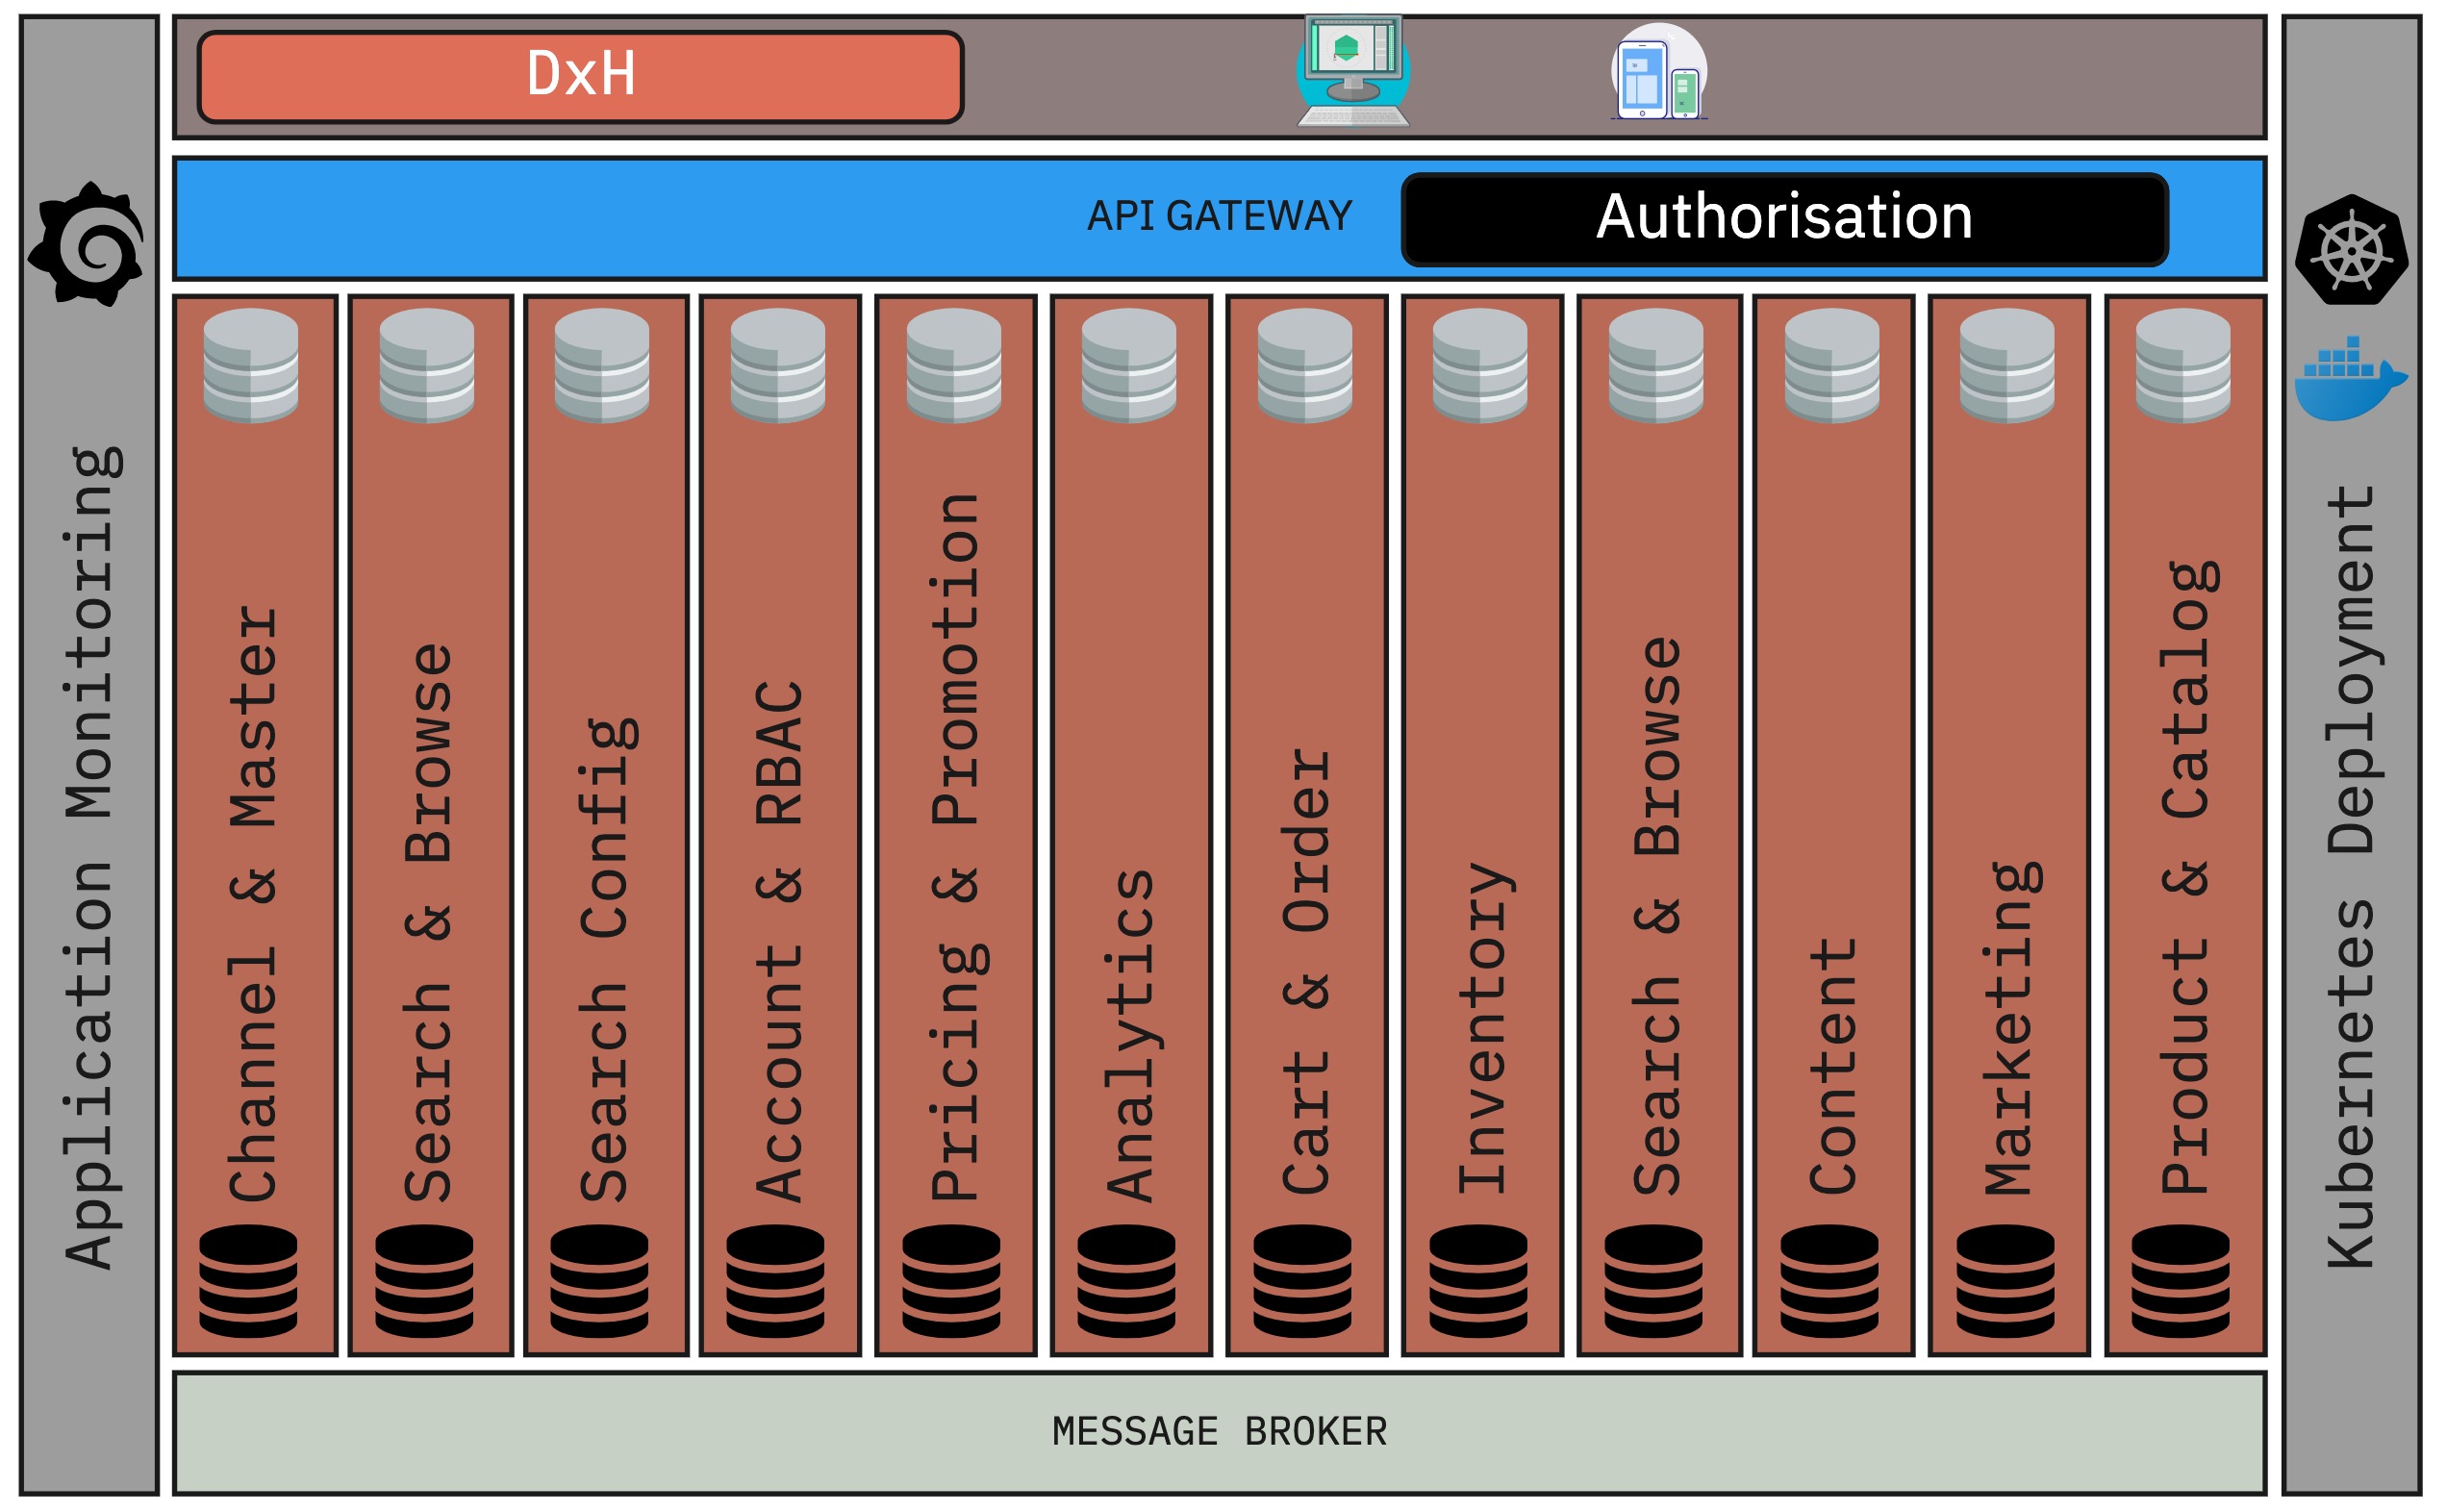 DxH
API GATEWAY
Authorisation
Application Monitoring
Channel & Master
Search & Browse
Search Config
Account & RBAC
Pricing & Promotion
Analytics
Cart & Order
Inventory
Search & Browse
Content
Marketing
Product & Catalog
Kubernetes Deployment
MESSAGE BROKER